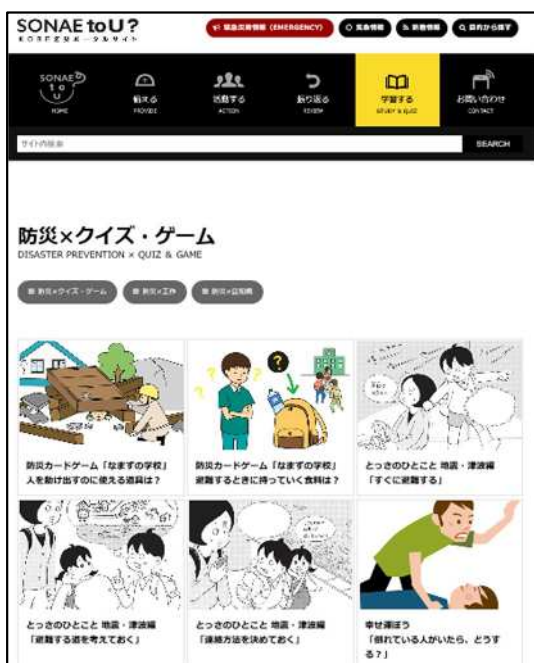 SONAE to U?
緊急災害情報 (EMERGENCY)
気象情報
新着情報
目的から探す
SONAE
to
U
HOME
備える
PROVIDE
活動する
ACTION
振り返る
REVIEW
学習する
STUDY & QUIZ
お問い合わせ
CONTACT
サイト内検索
SEARCH
防災×クイズ・ゲーム
DISASTER PREVENTION × QUIZ & GAME
防災×クイズ・ゲーム
防災×工作
防災×豆知識
防災カードゲーム「なまずの学校」
人を助け出すのに使える道具は?
防災カードゲーム「なまずの学校」
避難するときに持っていく食料は?
とっさのひとこと 地震・津波編
「すぐに避難する」
とっさのひとこと 地震・津波編
「避難する道を考えておく」
とっさのひとこと 地震・津波編
「連絡方法を決めておく」
幸せ運ぼう
「倒れている人がいたら、どうす
る?」